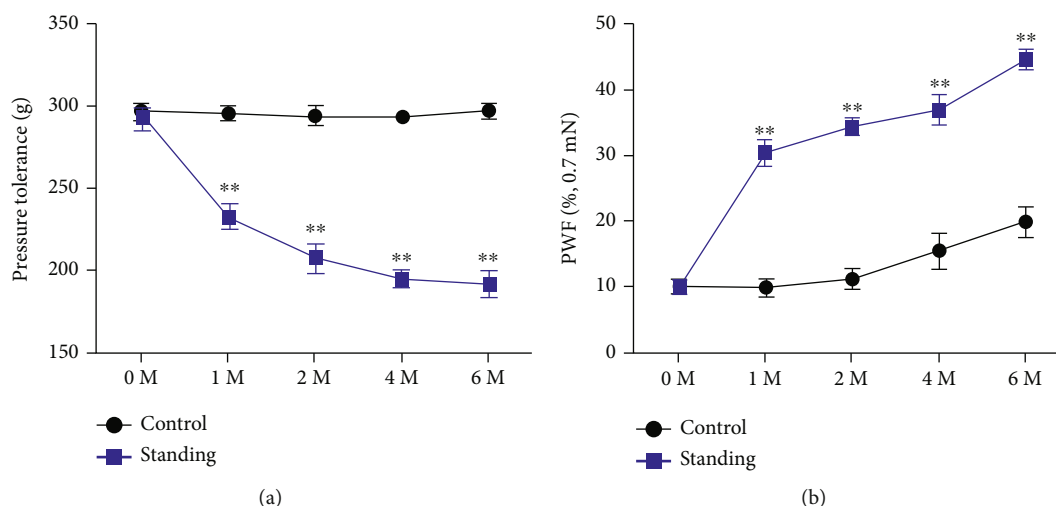 350
300
250
200
150
Pressure tolerance (g)
**
**
**
**
0 M 1 M 2 M 4 M 6 M
Control
Standing
(a)
50
40
30
20
10
0
PWF (%, 0.7 mN)
**
**
**
**
0 M 1 M 2 M 4 M 6 M
Control
Standing
(b)